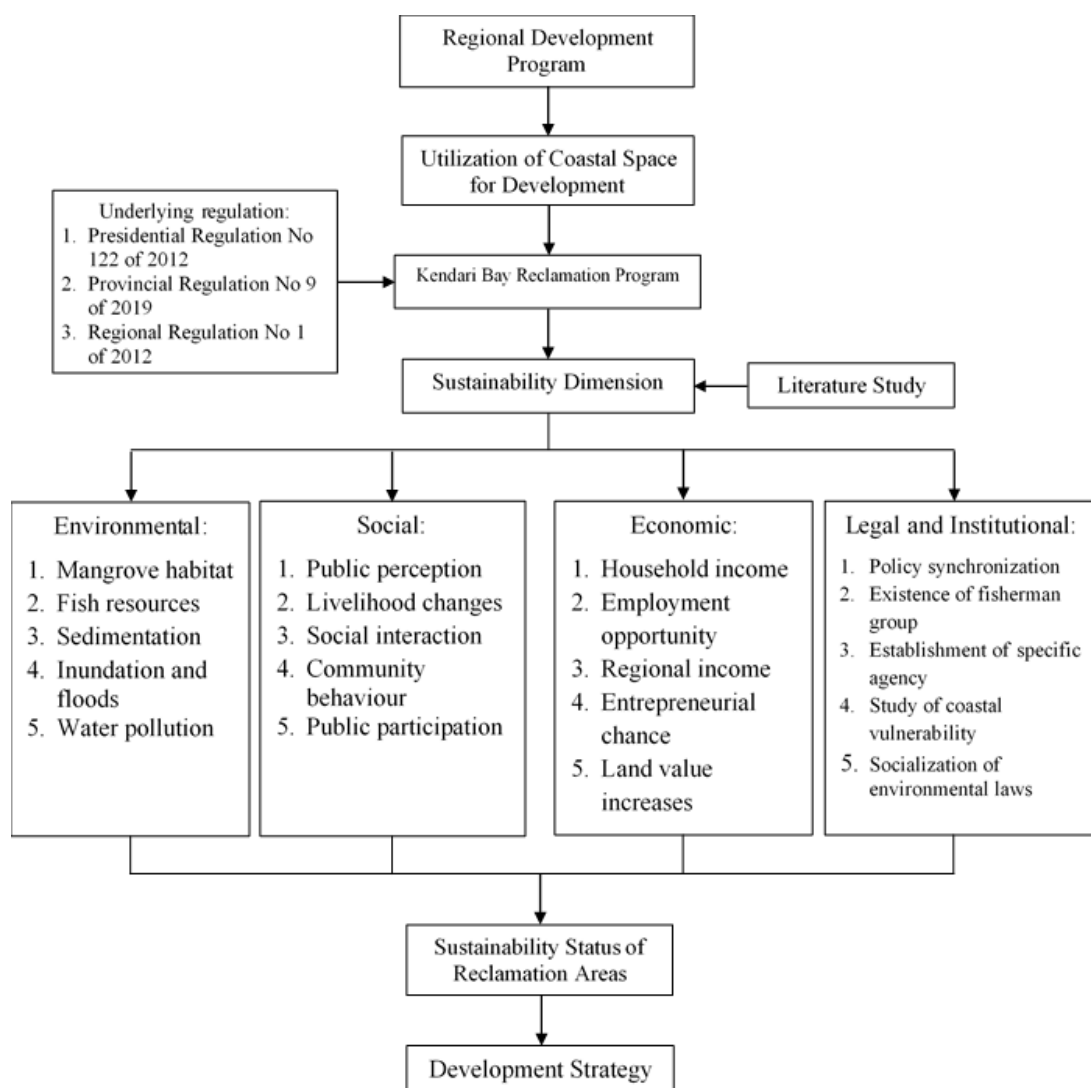 Regional Development
Program
Utilization of Coastal Space
for Development
Underlying regulation:
1. Presidential Regulation No
122 of 2012
2. Provincial Regulation No 9
of 2019
3. Regional Regulation No 1
of 2012
Kendari Bay Reclamation Program
Sustainability Dimension
Literature Study
Environmental:
1. Mangrove habitat
2. Fish resources
3. Sedimentation
4. Inundation and
floods
5. Water pollution
Social:
1. Public perception
2. Livelihood changes
3. Social interaction
4. Community
behaviour
5. Public participation
Economic:
1. Household income
2. Employment
opportunity
3. Regional income
4. Entrepreneurial
chance
5. Land value
increases
Legal and Institutional:
1. Policy synchronization
2. Existence of fisherman
group
3. Establishment of specific
agency
4. Study of coastal
vulnerability
5. Socialization of
environmental laws
Sustainability Status of
Reclamation Areas
Development Strategy